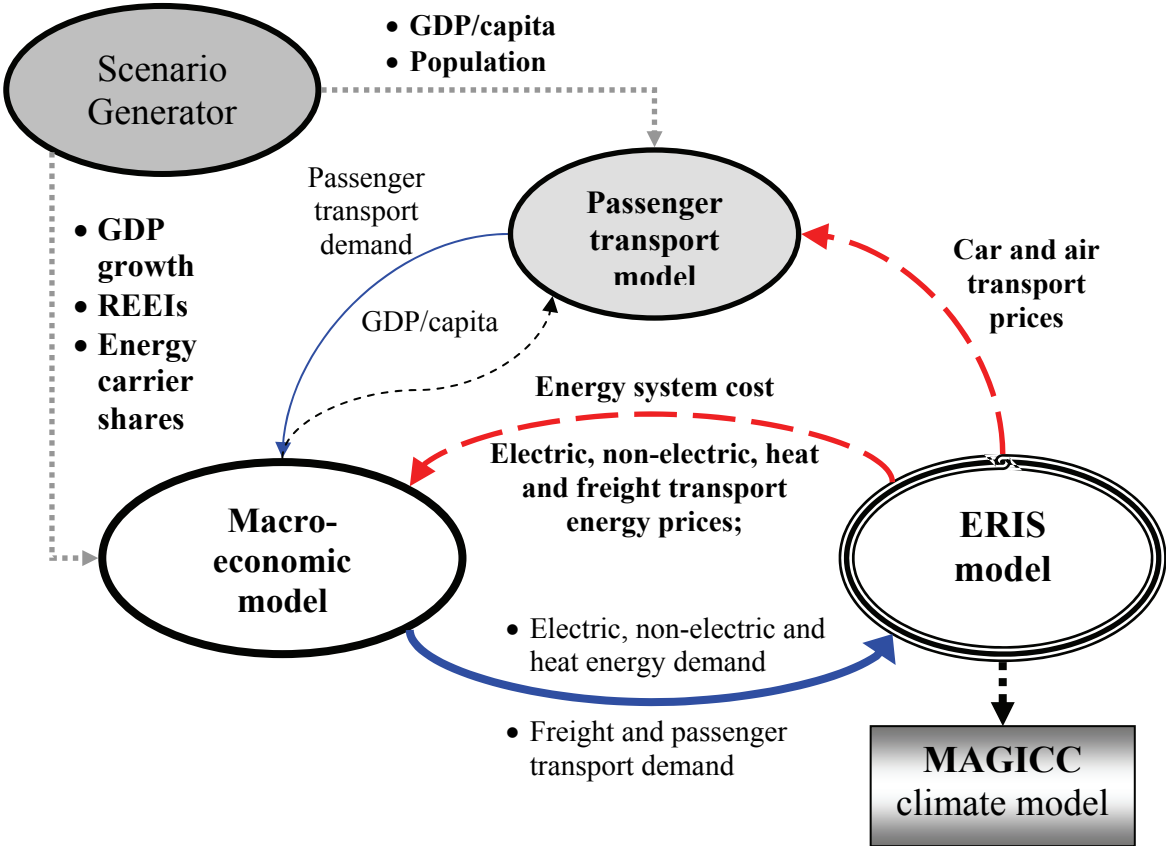 • GDP/capita
• Population
Scenario
Generator
Passenger
transport
demand
Passenger
transport
model
• GDP
growth
• REEIs
• Energy
carrier
shares
Car and air
transport
prices
GDP/capita
Energy system cost
Electric, non-electric, heat
and freight transport
energy prices;
Macro-
economic
model
ERIS
model
• Electric, non-electric and
heat energy demand
• Freight and passenger
transport demand
MAGICC
climate model